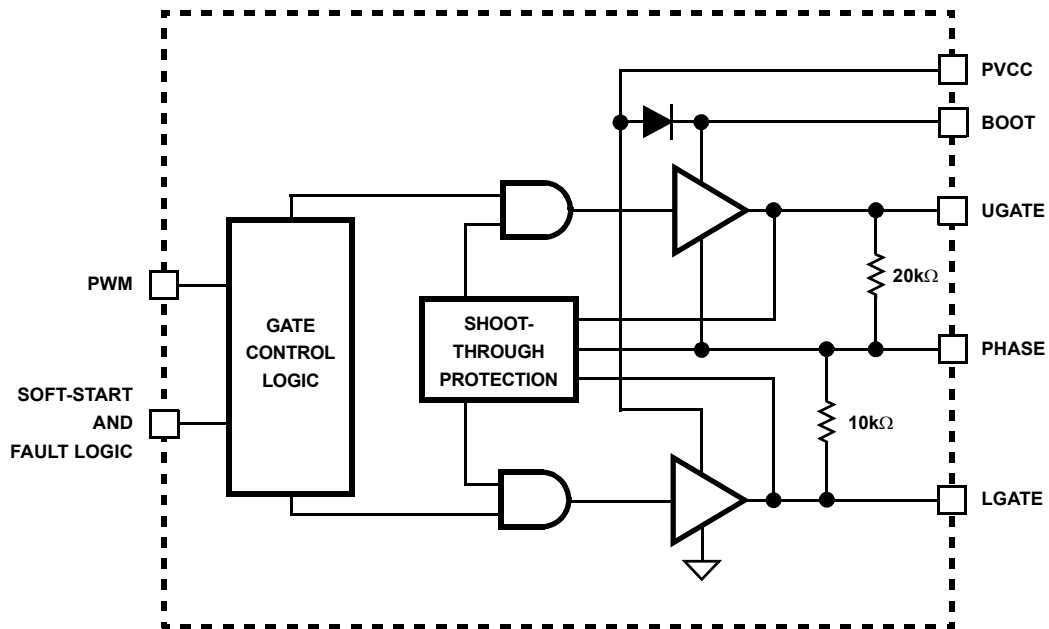 PVCC
BOOT
UGATE
20kΩ
PWM
GATE
CONTROL
LOGIC
SHOOT-
THROUGH
PROTECTION
PHASE
SOFT-START
AND
FAULT LOGIC
10kΩ
LGATE